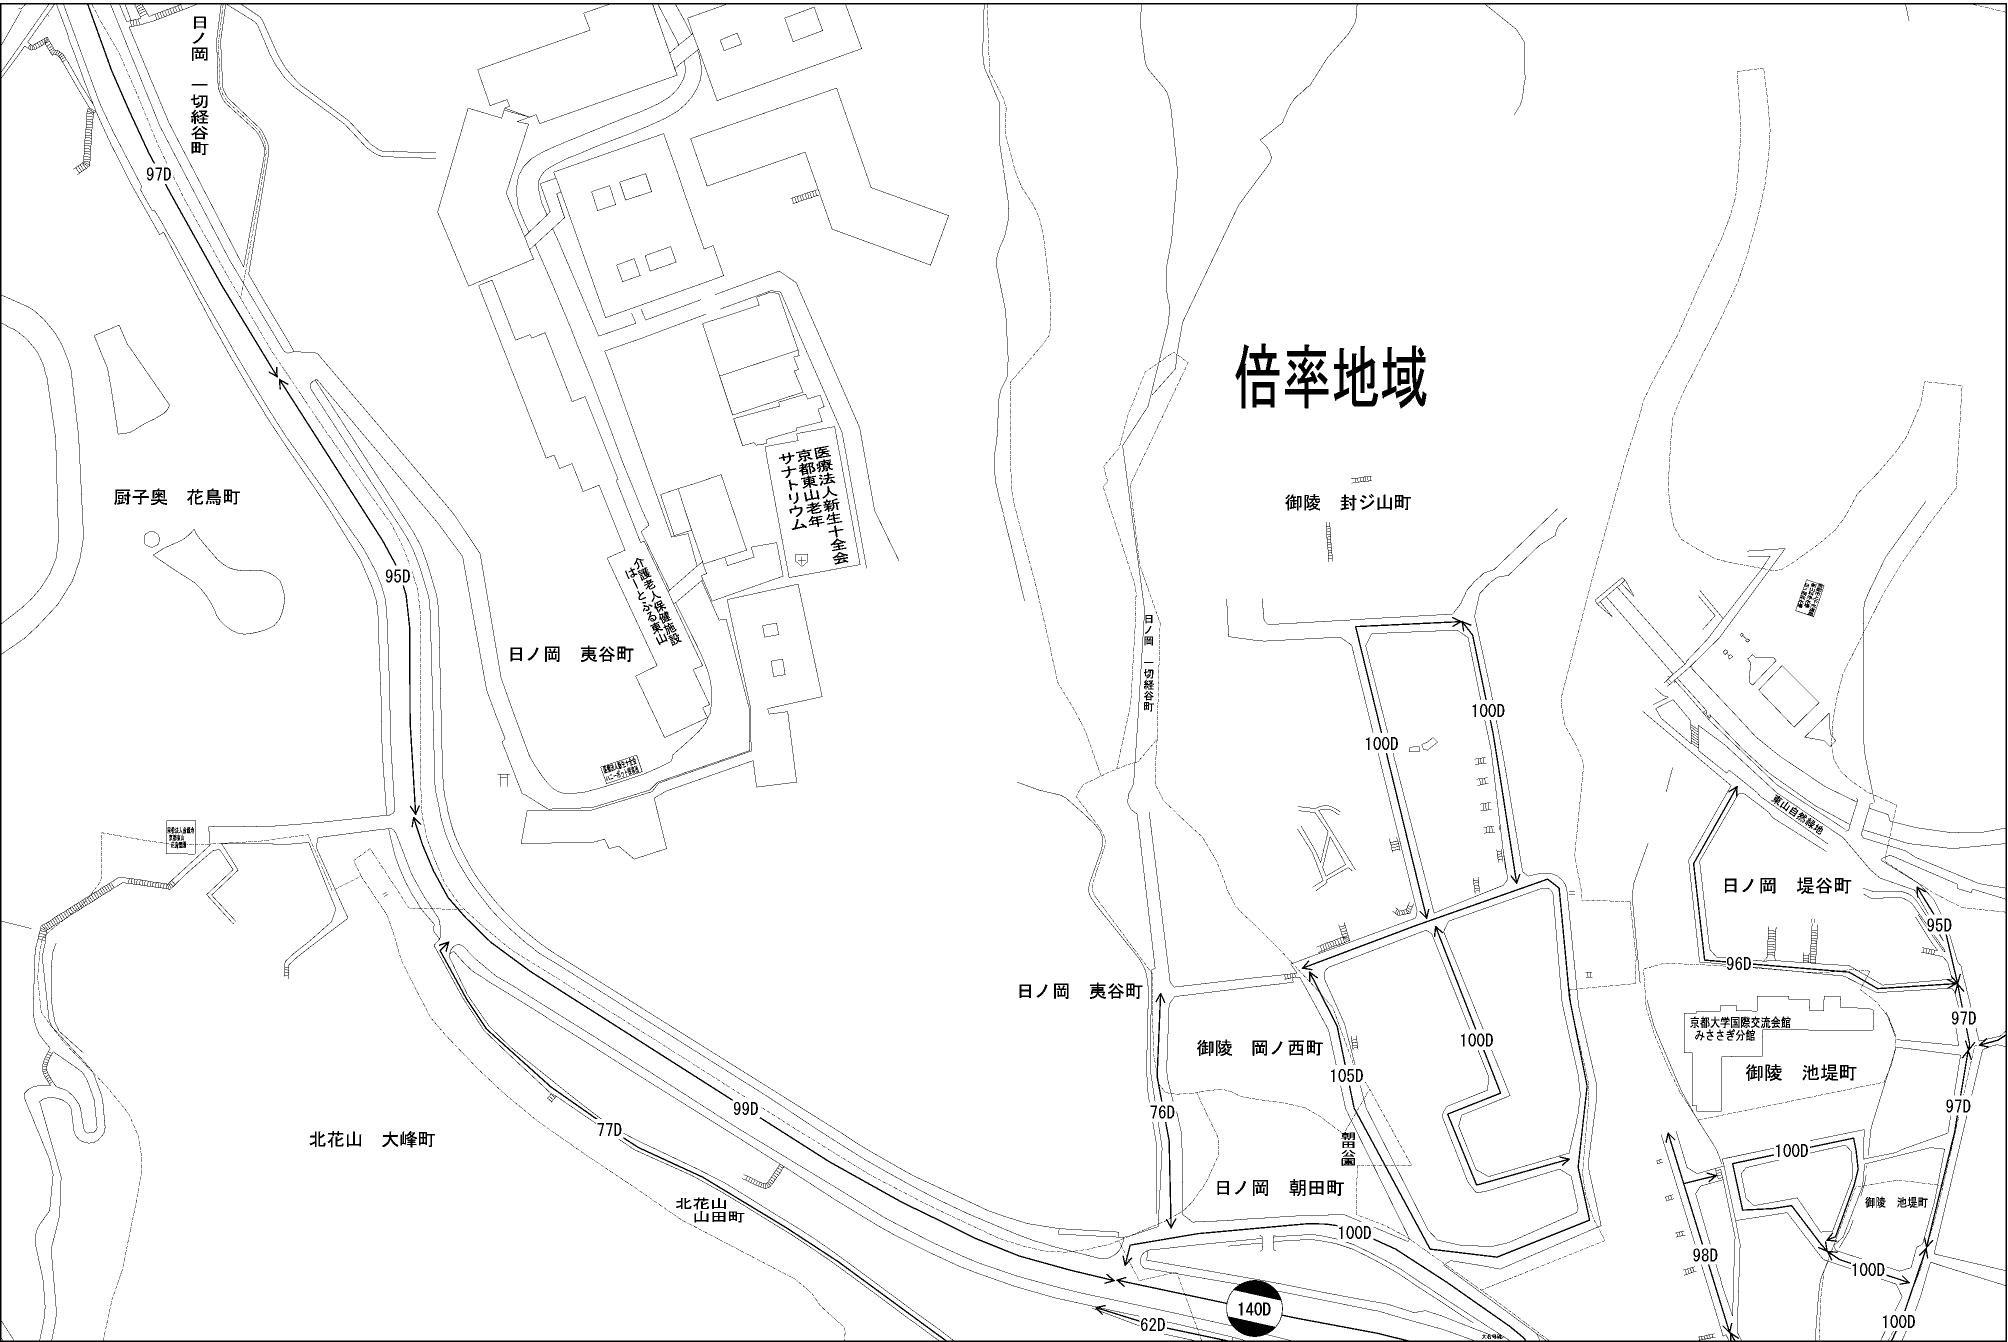 日ノ岡　一切経谷町
97D
倍率地域
厨子奥　花鳥町
95D
医療法人新生十全会
京都東山老年
サナトリウム
御陵　封ジ山町
介護老人保健施設
はーとふる東山
日ノ岡　夷谷町
日ノ岡　一切経谷町
100D
100D
東山自然緑地
日ノ岡　堤谷町
95D
96D
日ノ岡　夷谷町
97D
京都大学国際交流会館
みささぎ分館
御陵　岡ノ西町
100D
105D
御陵　池堤町
99D
76D
97D
77D
北花山　大峰町
朝田公園
100D
日ノ岡　朝田町
北花山
山田町
御陵　池堤町
100D
98D
100D
140D
62D
100D